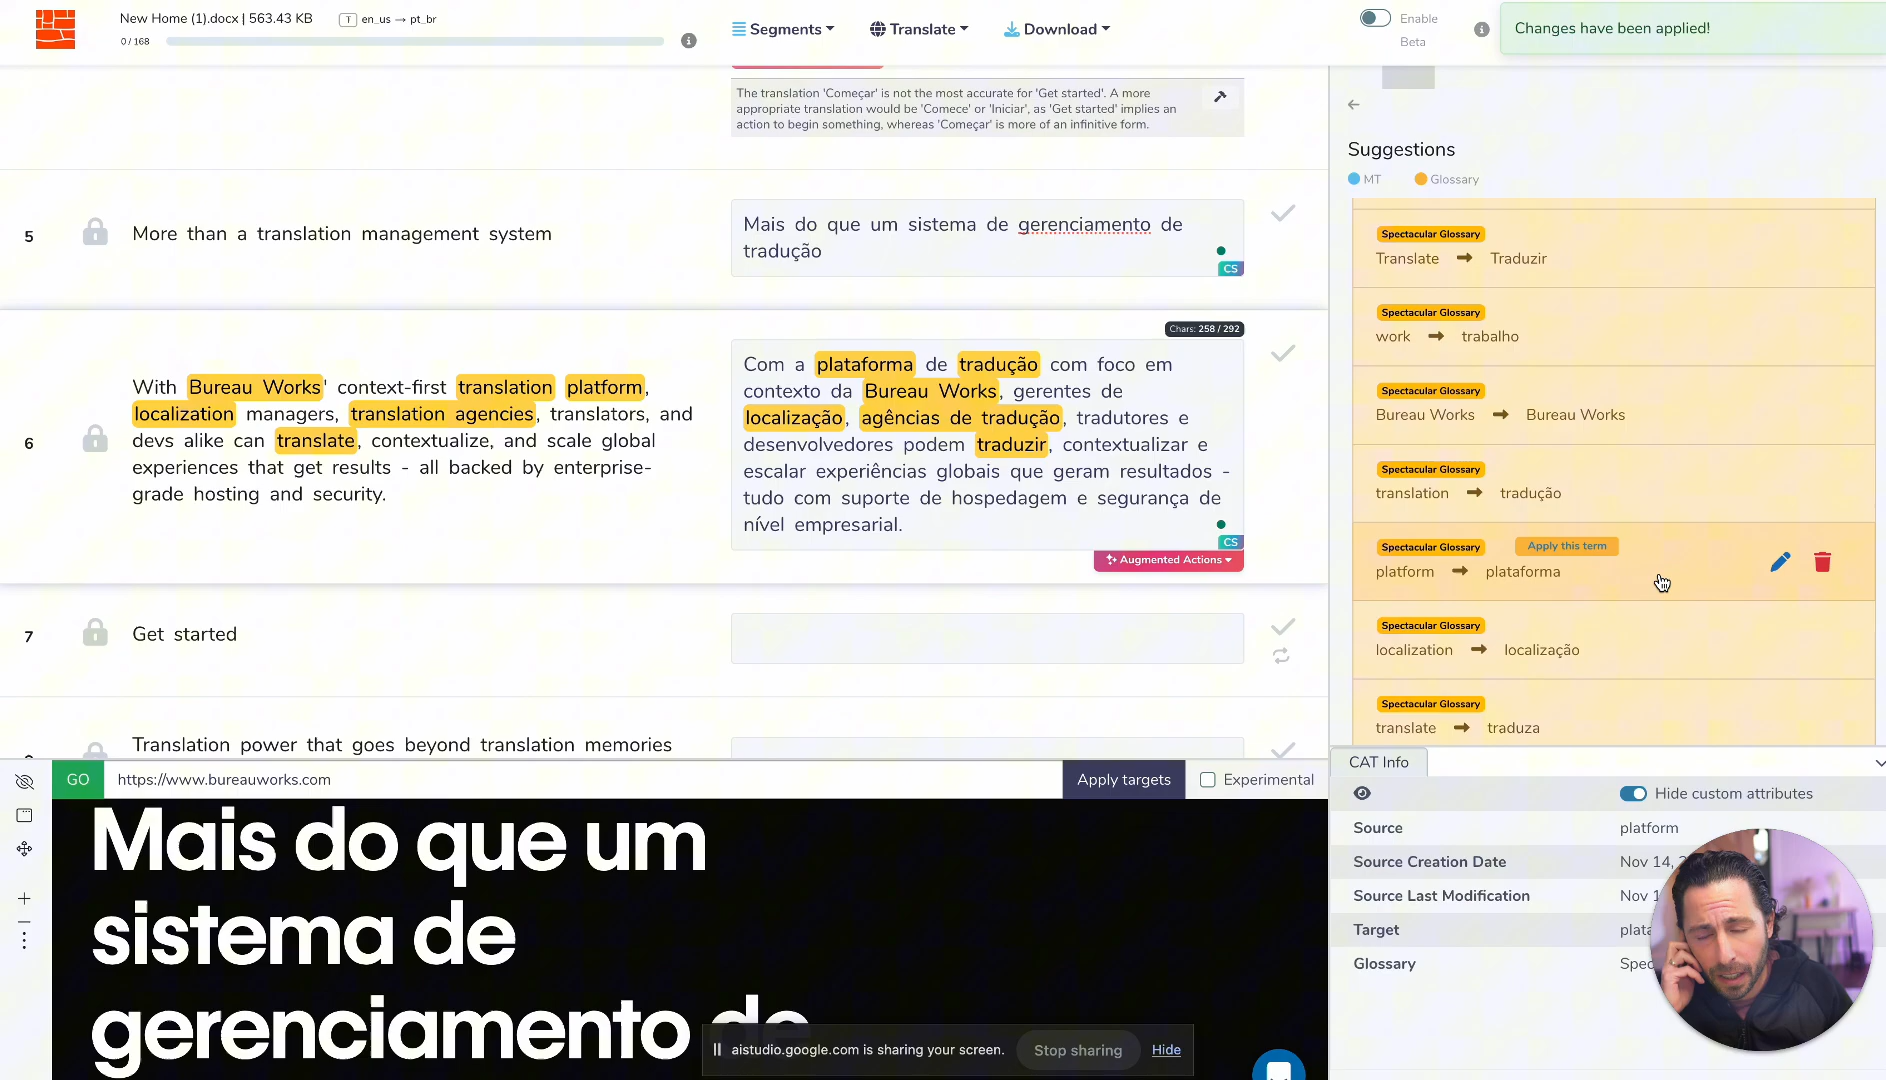 New Home (1).docx | 563.43 KB
T en_us → pt_br
0 / 168
Segments
Translate
Download
Enable
Beta
Changes have been applied!
The translation 'Começar' is not the most accurate for 'Get started'. A more
appropriate translation would be 'Comece' or 'Iniciar', as 'Get started' implies an
action to begin something, whereas 'Começar' is more of an infinitive form.
5
More than a translation management system
Mais do que um sistema de gerenciamento de
tradução
CS
6
With Bureau Works' context-first translation platform,
localization managers, translation agencies, translators, and
devs alike can translate, contextualize, and scale global
experiences that get results - all backed by enterprise-
grade hosting and security.
Chars: 258 / 292
Com a plataforma de tradução com foco em
contexto da Bureau Works, gerentes de
localização, agências de tradução, tradutores e
desenvolvedores podem traduzir, contextualizar e
escalar experiências globais que geram resultados -
tudo com suporte de hospedagem e segurança de
nível empresarial.
CS
Augmented Actions
7
Get started
Translation power that goes beyond translation memories
Suggestions
MT
Glossary
Spectacular Glossary
Translate → Traduzir
Spectacular Glossary
work → trabalho
Spectacular Glossary
Bureau Works → Bureau Works
Spectacular Glossary
translation → tradução
Spectacular Glossary
Apply this term
platform → plataforma
Spectacular Glossary
localization → localização
Spectacular Glossary
translate → traduza
CAT Info
Hide custom attributes
Source platform
Source Creation Date Nov 14,
Source Last Modification Nov
Target
Glossary
GO
https://www.bureauworks.com
Apply targets
Experimental
Mais do que um
sistema de
gerenciamento de
aistudio.google.com is sharing your screen.
Stop sharing
Hide